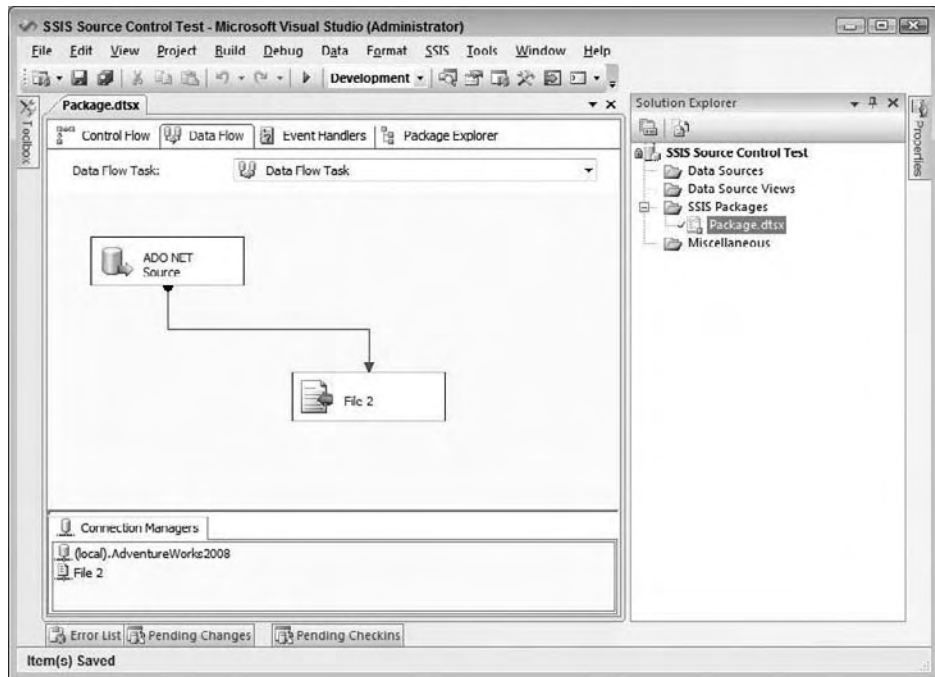 SSIS Source Control Test - Microsoft Visual Studio (Administrator)
File Edit View Project Build Debug Data Format SSIS Tools Window Help
Development
Toolbox
Package.dtsx
Control Flow Data Flow Event Handlers Package Explorer
Data Flow Task: Data Flow Task
ADO NET
Source
File 2
Connection Managers
(local).AdventureWorks2008
File 2
Solution Explorer
SSIS Source Control Test
Data Sources
Data Source Views
SSIS Packages
Package.dtsx
Miscellaneous
Properties
Error List Pending Changes Pending Checkins
Item(s) Saved